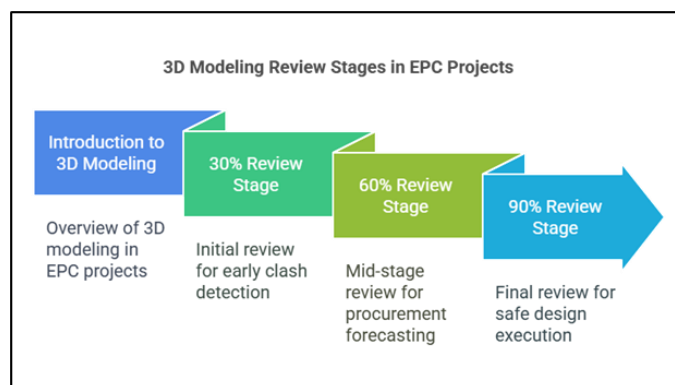 3D Modeling Review Stages in EPC Projects
Introduction to
3D Modeling
30% Review
Stage
60% Review
Stage
90% Review
Stage
Overview of 3D
modeling in
EPC projects
Initial review
for early clash
detection
Mid-stage
review for
procurement
forecasting
Final review for
safe design
execution